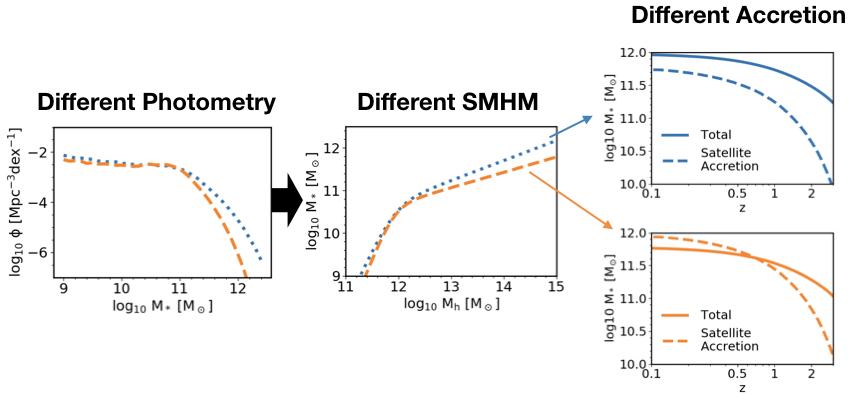 Different Accretion
Different Photometry
Different SMHM
log₁₀ ϕ [Mpc⁻³dex⁻¹]
−2
−4
−6
9
10
11
12
log₁₀ M* [M⊙]
log₁₀ M* [M⊙]
12
11
10
9
11
12
13
14
15
log₁₀ Mₕ [M⊙]
log10 M* [M⊙]
12.0
11.5
11.0
10.5
10.0
Total
Satellite
Accretion
0.1
0.5
1
2
z
log10 M* [M⊙]
12.0
11.5
11.0
10.5
10.0
Total
Satellite
Accretion
0.1
0.5
1
2
z